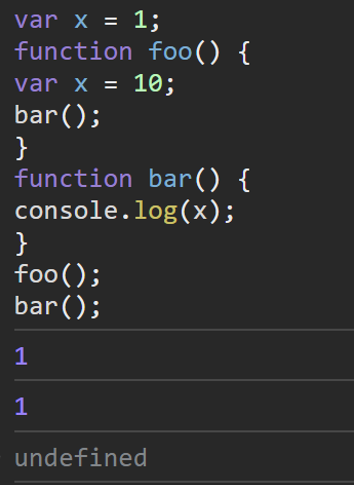 var x = 1;
function foo() {
var x = 10;
bar();
}
function bar() {
console.log(x);
}
foo();
bar();
1
1
undefined